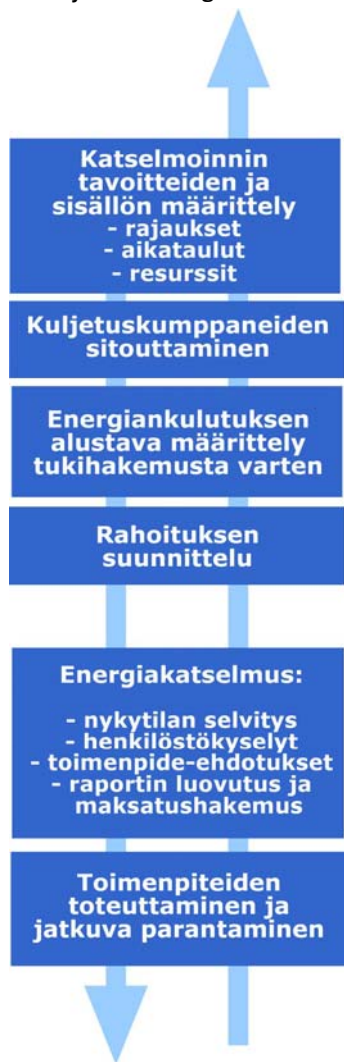 Katselmoinnin
tavoitteiden ja
sisällön määrittely
- rajaukset
- aikataulut
- resurssit
Kuljetuskumppaneiden
sitouttaminen
Energiankulutuksen
alustava määrittely
tukihakemusta varten
Rahoituksen
suunnittelu
Energiakatselmus:
- nykytilan selvitys
- henkilöstökyselyt
- toimenpide-ehdotukset
- raportin luovutus ja
maksatushakemus
Toimenpiteiden
toteuttaminen ja
jatkuva parantaminen